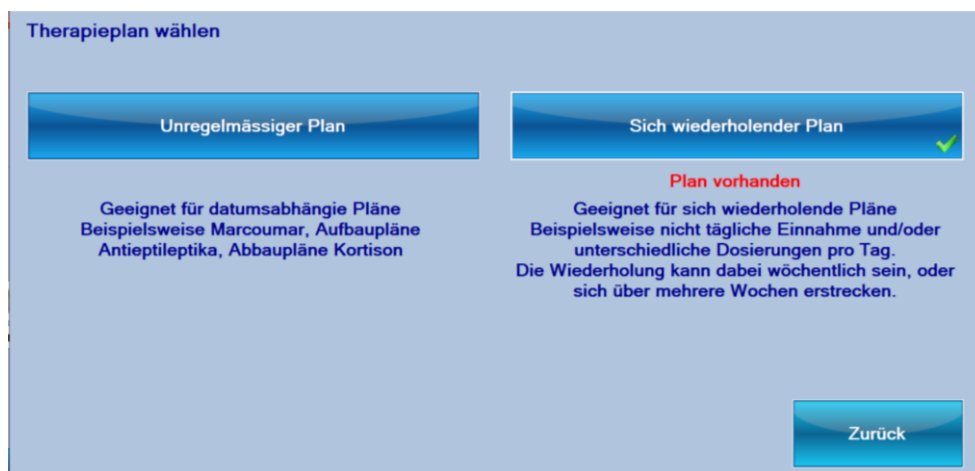 Therapieplan wählen
Unregelmässiger Plan
Sich wiederholender Plan
Plan vorhanden
Geeignet für datumsabhängie Pläne
Beispielsweise Marcoumar, Aufbaupläne
Antieptileptika, Abbaupläne Kortison
Geeignet für sich wiederholende Pläne
Beispielsweise nicht tägliche Einnahme und/oder
unterschiedliche Dosierungen pro Tag.
Die Wiederholung kann dabei wöchentlich sein, oder
sich über mehrere Wochen erstrecken.
Zurück